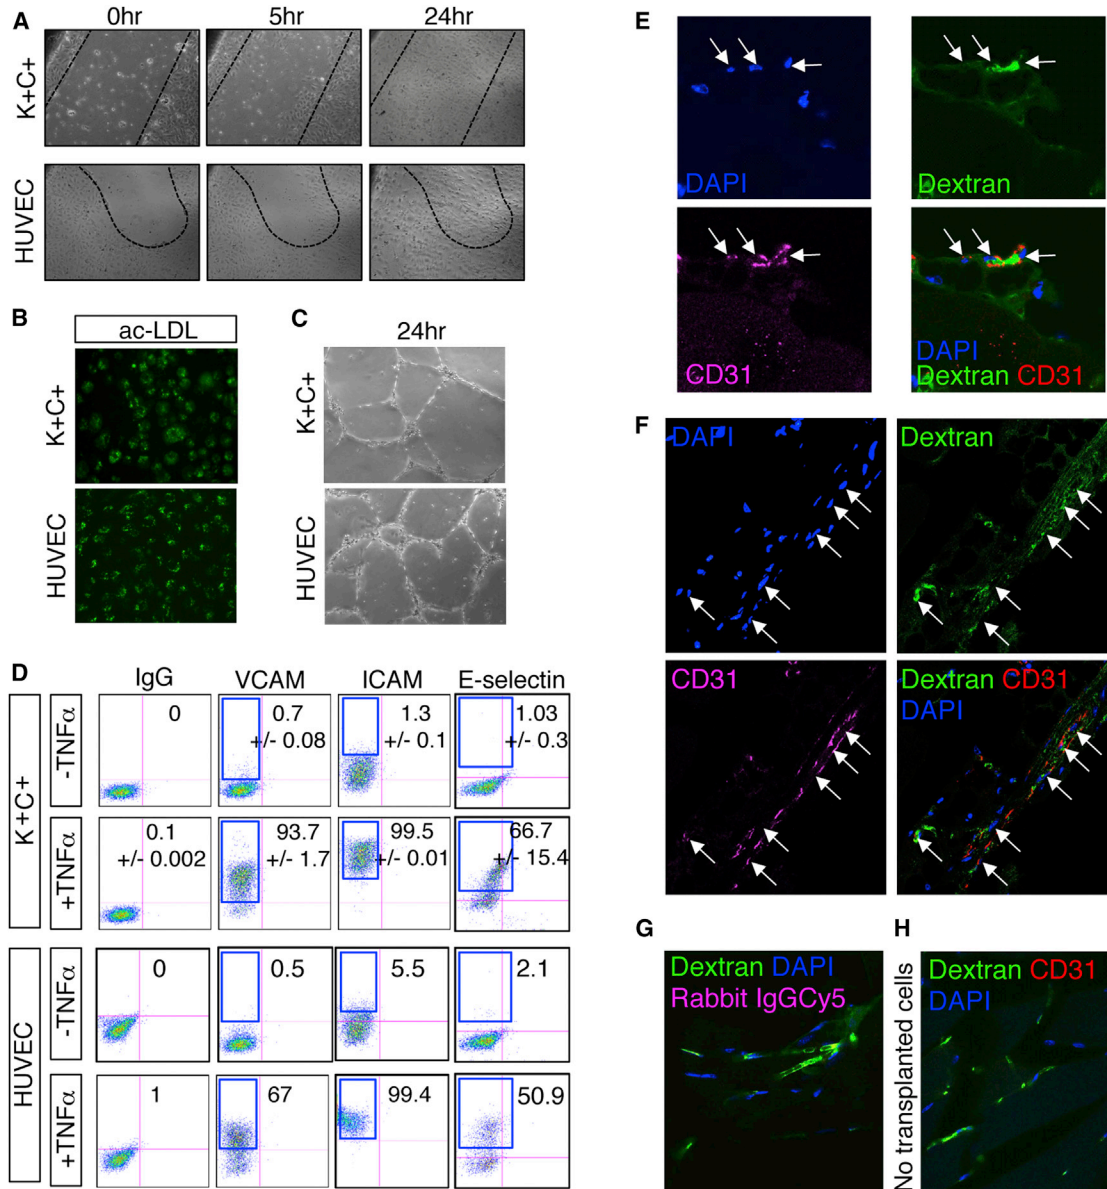 A
0hr 5hr 24hr
K+C+
HUVEC
B
ac-LDL
K+C+
HUVEC
C
24hr
K+C+
HUVEC
D
IgG VCAM ICAM E-selectin
K+C+
-TNFα
0
0.7
+/- 0.08
1.3
+/- 0.1
1.03
+/- 0.3
+TNFα
0.1
+/- 0.002
93.7
+/- 1.7
99.5
+/- 0.01
66.7
+/- 15.4
HUVEC
-TNFα
0 0.5 5.5 2.1
+TNFα
1 67 99.4 50.9
E
DAPI
Dextran
CD31
DAPI
Dextran CD31
F
DAPI
Dextran
CD31
Dextran CD31
DAPI
G
Dextran DAPI
Rabbit IgGCy5
H
No transplanted cells
Dextran CD31
DAPI